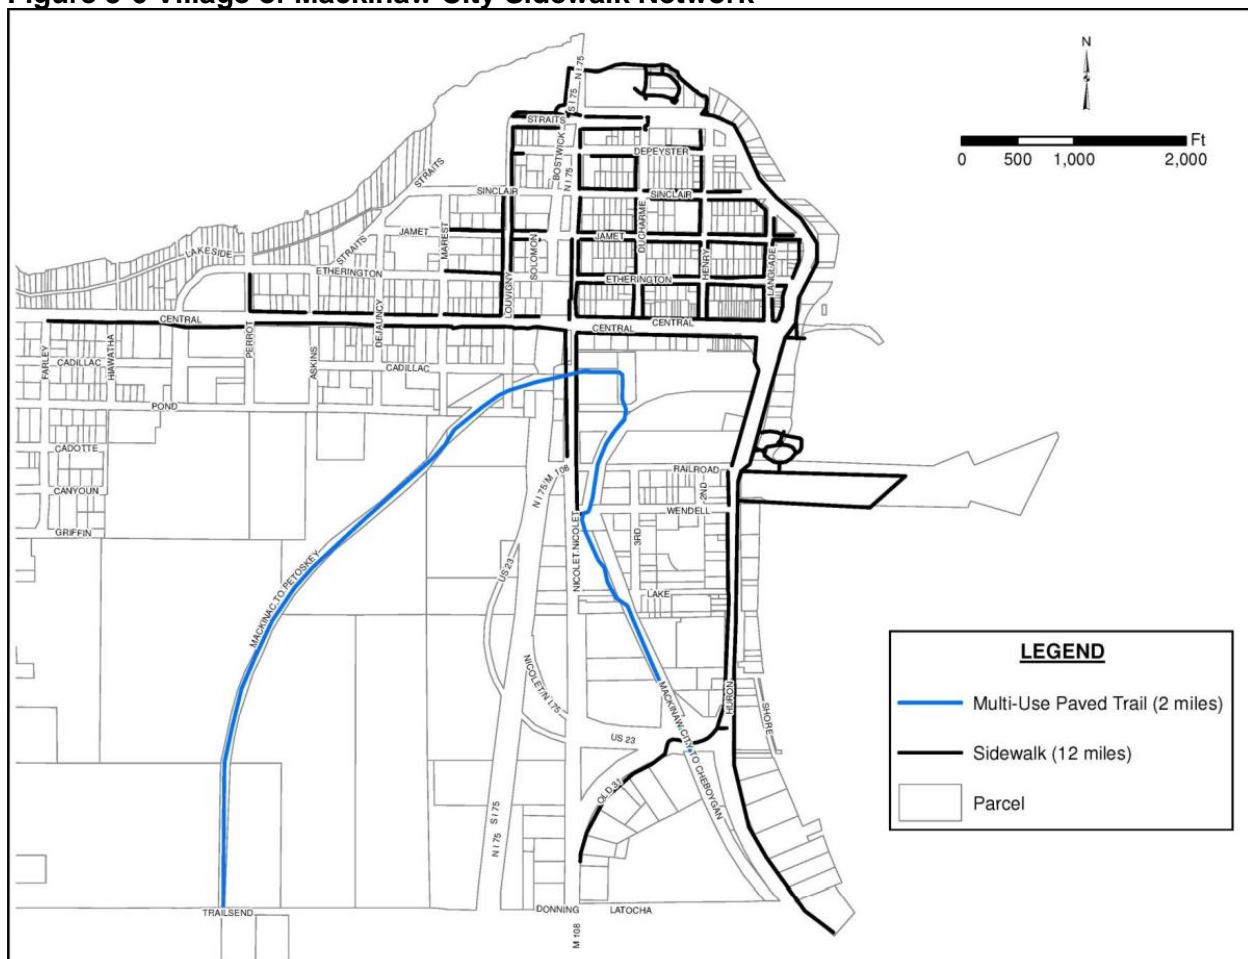 Village of Mackinaw City Sidewalk Network
N
Ft
0 500 1,000 2,000
N I 75
S I 75
STRAITS
BOSTWICK
DEPEYSTER
N I 75
STRAITS
SINCLAIR
SINCLAIR
DUCHARME
MAREST
JAMET
JAMET
STRAITS
SOLOMON
LAKESIDE
ETHERINGTON
ETHERINGTON
HENRY
LANGLADE
LOUVIGNY
DEJAUNCY
CENTRAL
CENTRAL
CENTRAL
FARLEY
HIAWATHA
PERROT
ASKINS
CADILLAC
CADILLAC
POND
CADOTTE
CANYOUN
GRIFFIN
RAILROAD
2ND
WENDELL
N I 75/M 108
NICOLET
NICOLET
3RD
US 23
LAKE
MACKINAC TO PETOSKEY
NICOLET/N I 75
MACKINAW CITY TO CHEBOYGAN
HURON
SHORE
US 23
OLD 31
S I 75
N I 75
TRAILSEND
DONNING
LATOCHA
M 108
LEGEND
Multi-Use Paved Trail (2 miles)
Sidewalk (12 miles)
Parcel